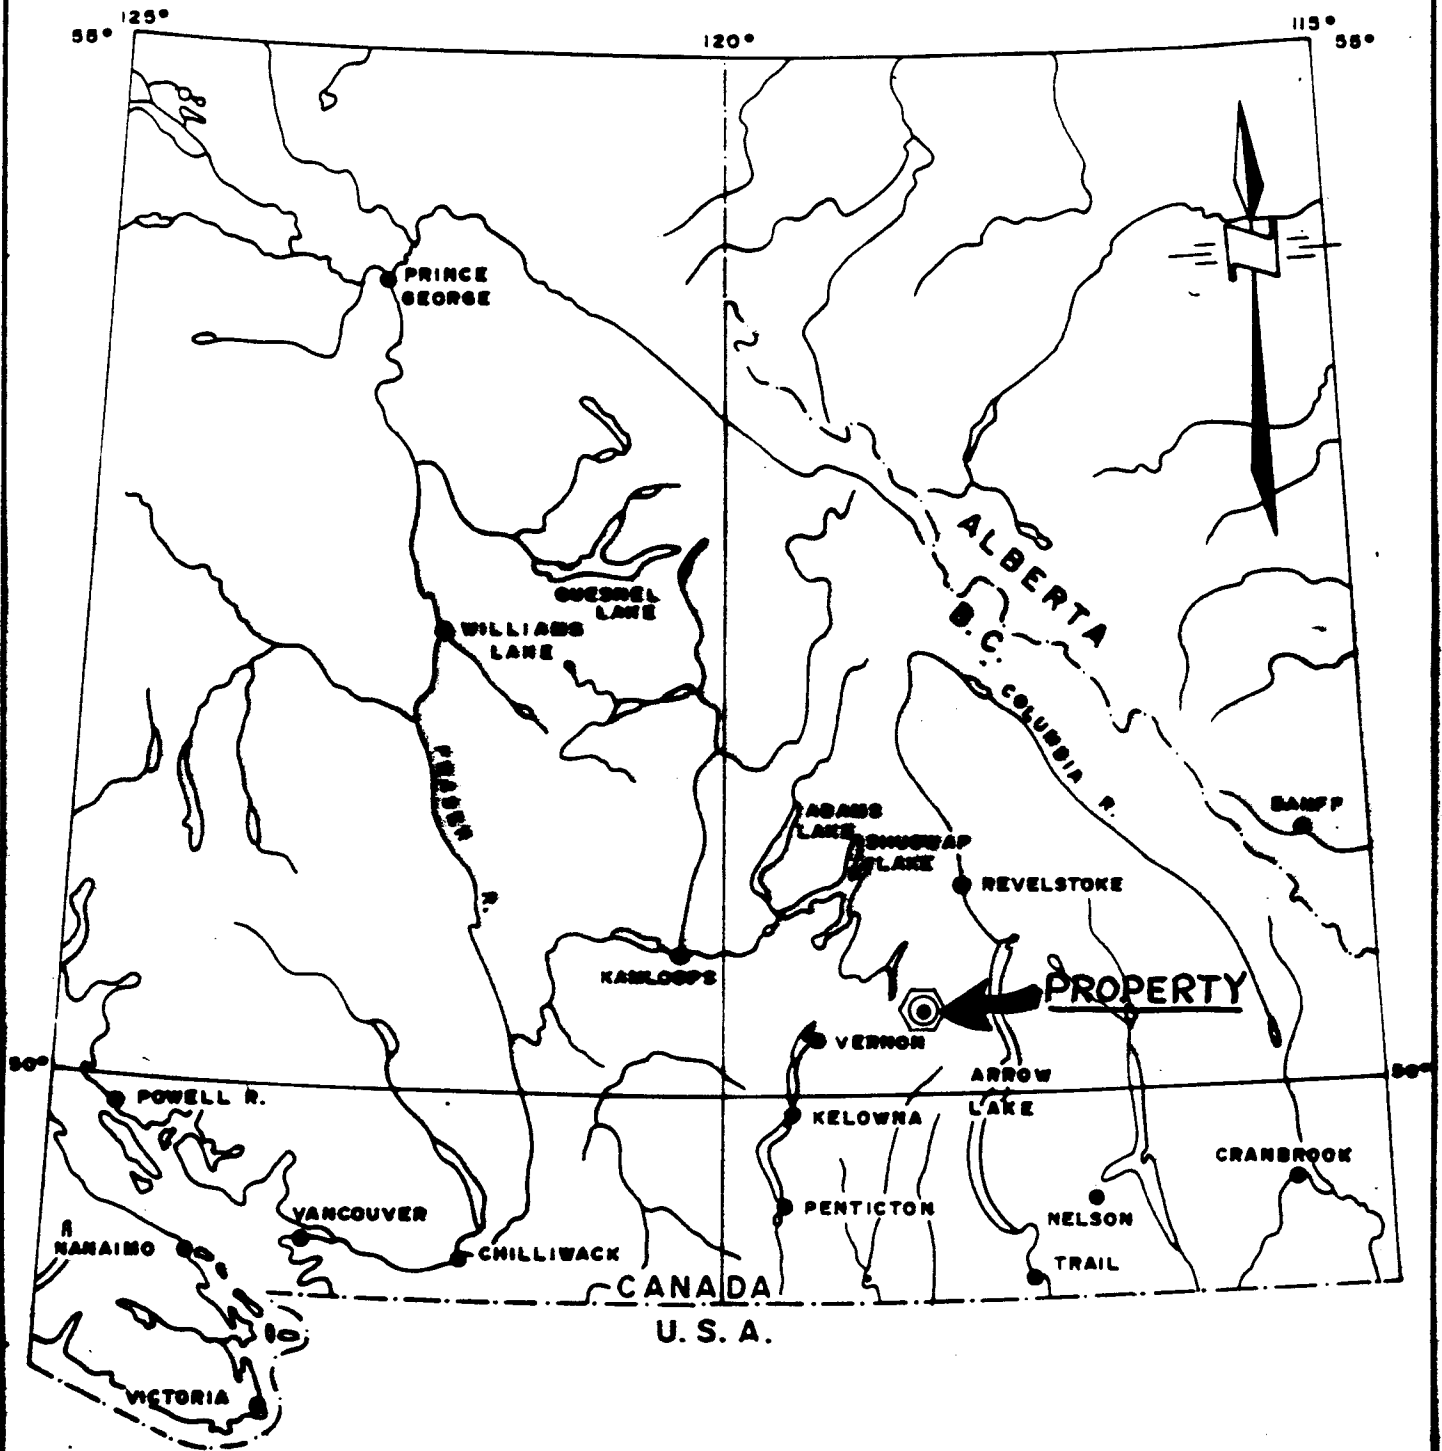 125°
55°
120°
115°
55°
PRINCE
GEORGE
ALBERTA
B.C.
QUESNEL
LAKE
WILLIAMS
LAKE
COLUMBIA R.
FRASER R.
BANFF
ADAMS
LAKE
SHUSWAP
LAKE
REVELSTOKE
KAMLOOPS
PROPERTY
VERNON
50°
50°
ARROW
LAKE
POWELL R.
KELOWNA
CRANBROOK
PENTICTON
VANCOUVER
NELSON
NANAIMO
CHILLIWACK
TRAIL
CANADA
U.S.A.
VICTORIA